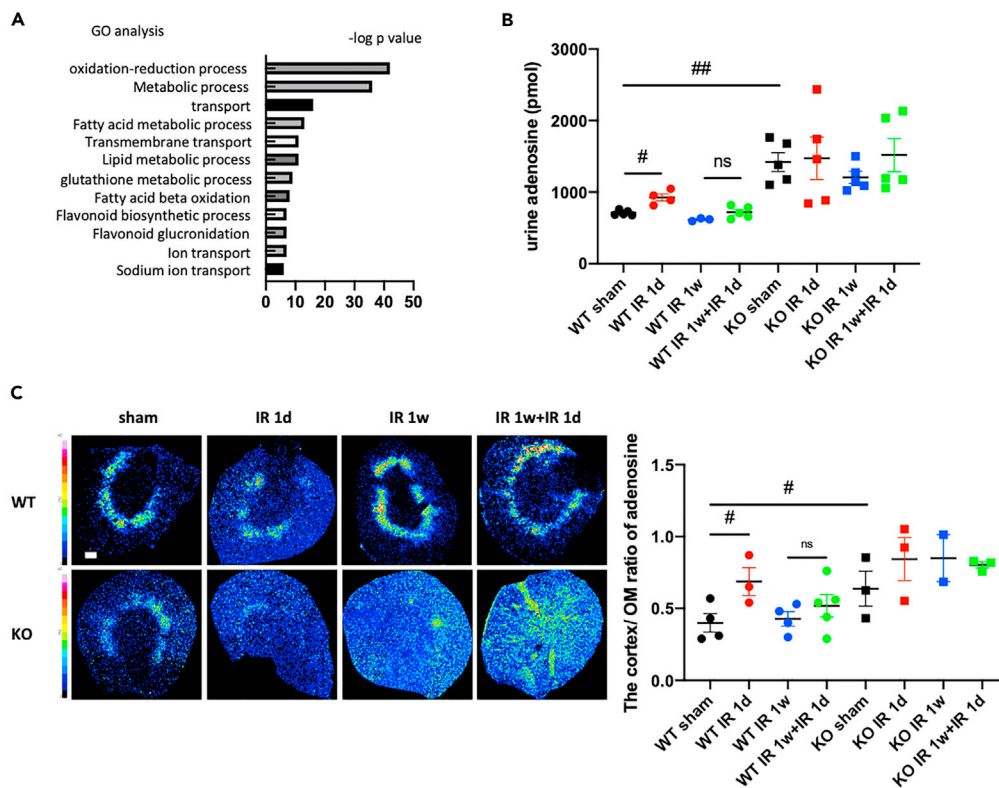 A
GO analysis
-log p value
oxidation-reduction process
Metabolic process
transport
Fatty acid metabolic process
Transmembrane transport
Lipid metabolic process
glutathione metabolic process
Fatty acid beta oxidation
Flavonoid biosynthetic process
Flavonoid glucronidation
Ion transport
Sodium ion transport
0 10 20 30 40 50
B
urine adenosine (pmol)
3000
2000
1000
0
##
#
ns
WT sham
WT IR 1d
WT IR 1w
WT IR 1w+IR 1d
KO sham
KO IR 1d
KO IR 1w
KO IR 1w+IR 1d
C
sham IR 1d IR 1w IR 1w+IR 1d
WT
KO
The cortex/ OM ratio of adenosine
1.5
1.0
0.5
0.0
#
#
ns
WT sham
WT IR 1d
WT IR 1w
WT IR 1w+IR 1d
KO sham
KO IR 1d
KO IR 1w
KO IR 1w+IR 1d